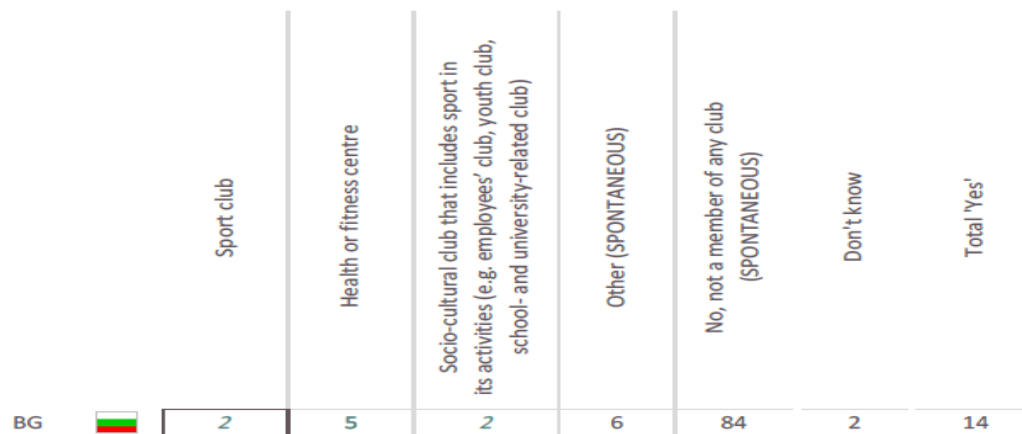 Sport club
Health or fitness centre
Socio-cultural club that includes sport in
its activities (e.g. employees’ club, youth club,
school- and university-related club)
Other (SPONTANEOUS)
No, not a member of any club
(SPONTANEOUS)
Don't know
Total 'Yes'
BG 2 5 2 6 84 2 14